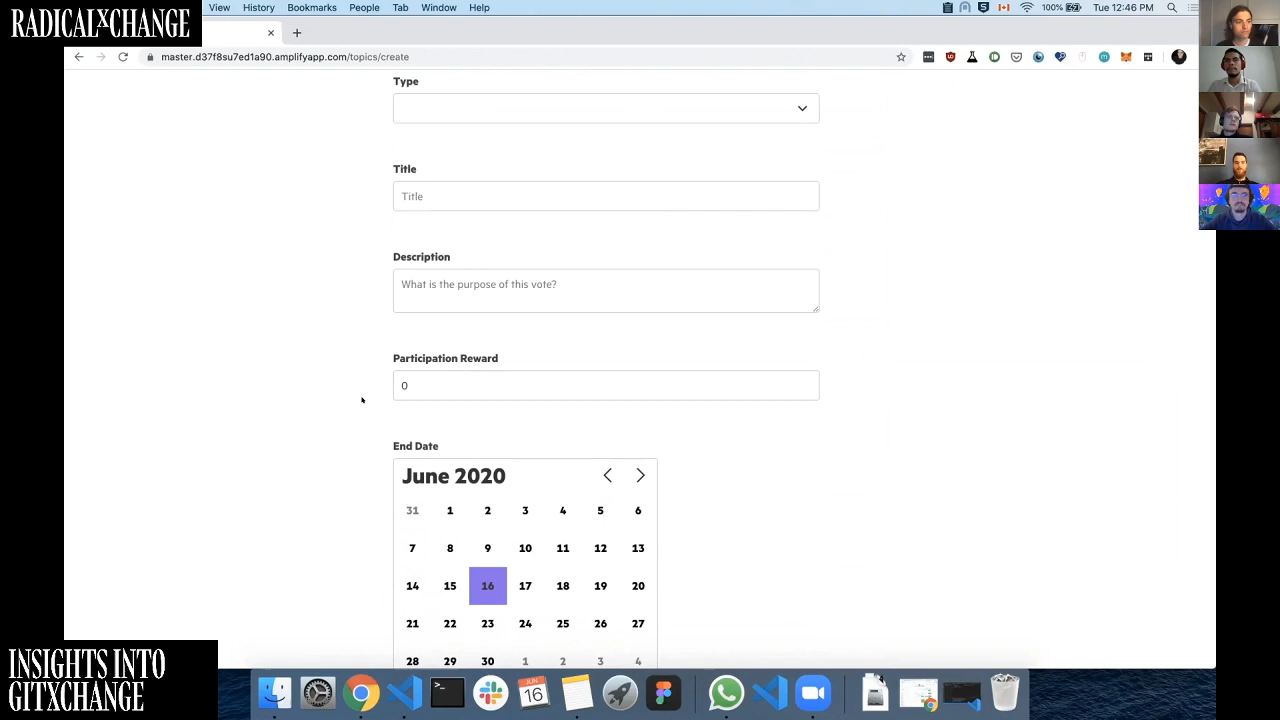 RADICALxCHANGE
View History Bookmarks People Tab Window Help
5
100%
Tue 12:46 PM
master.d37f8su7ed1a90.amplifyapp.com/topics/create
Type
Title
Title
Description
What is the purpose of this vote?
Participation Reward
0
End Date
June 2020
31 1 2 3 4 5 6
7 8 9 10 11 12 13
14 15 16 17 18 19 20
21 22 23 24 25 26 27
28 29 30 1 2 3 4
INSIGHTS INTO
GITXCHANGE
JUN
16